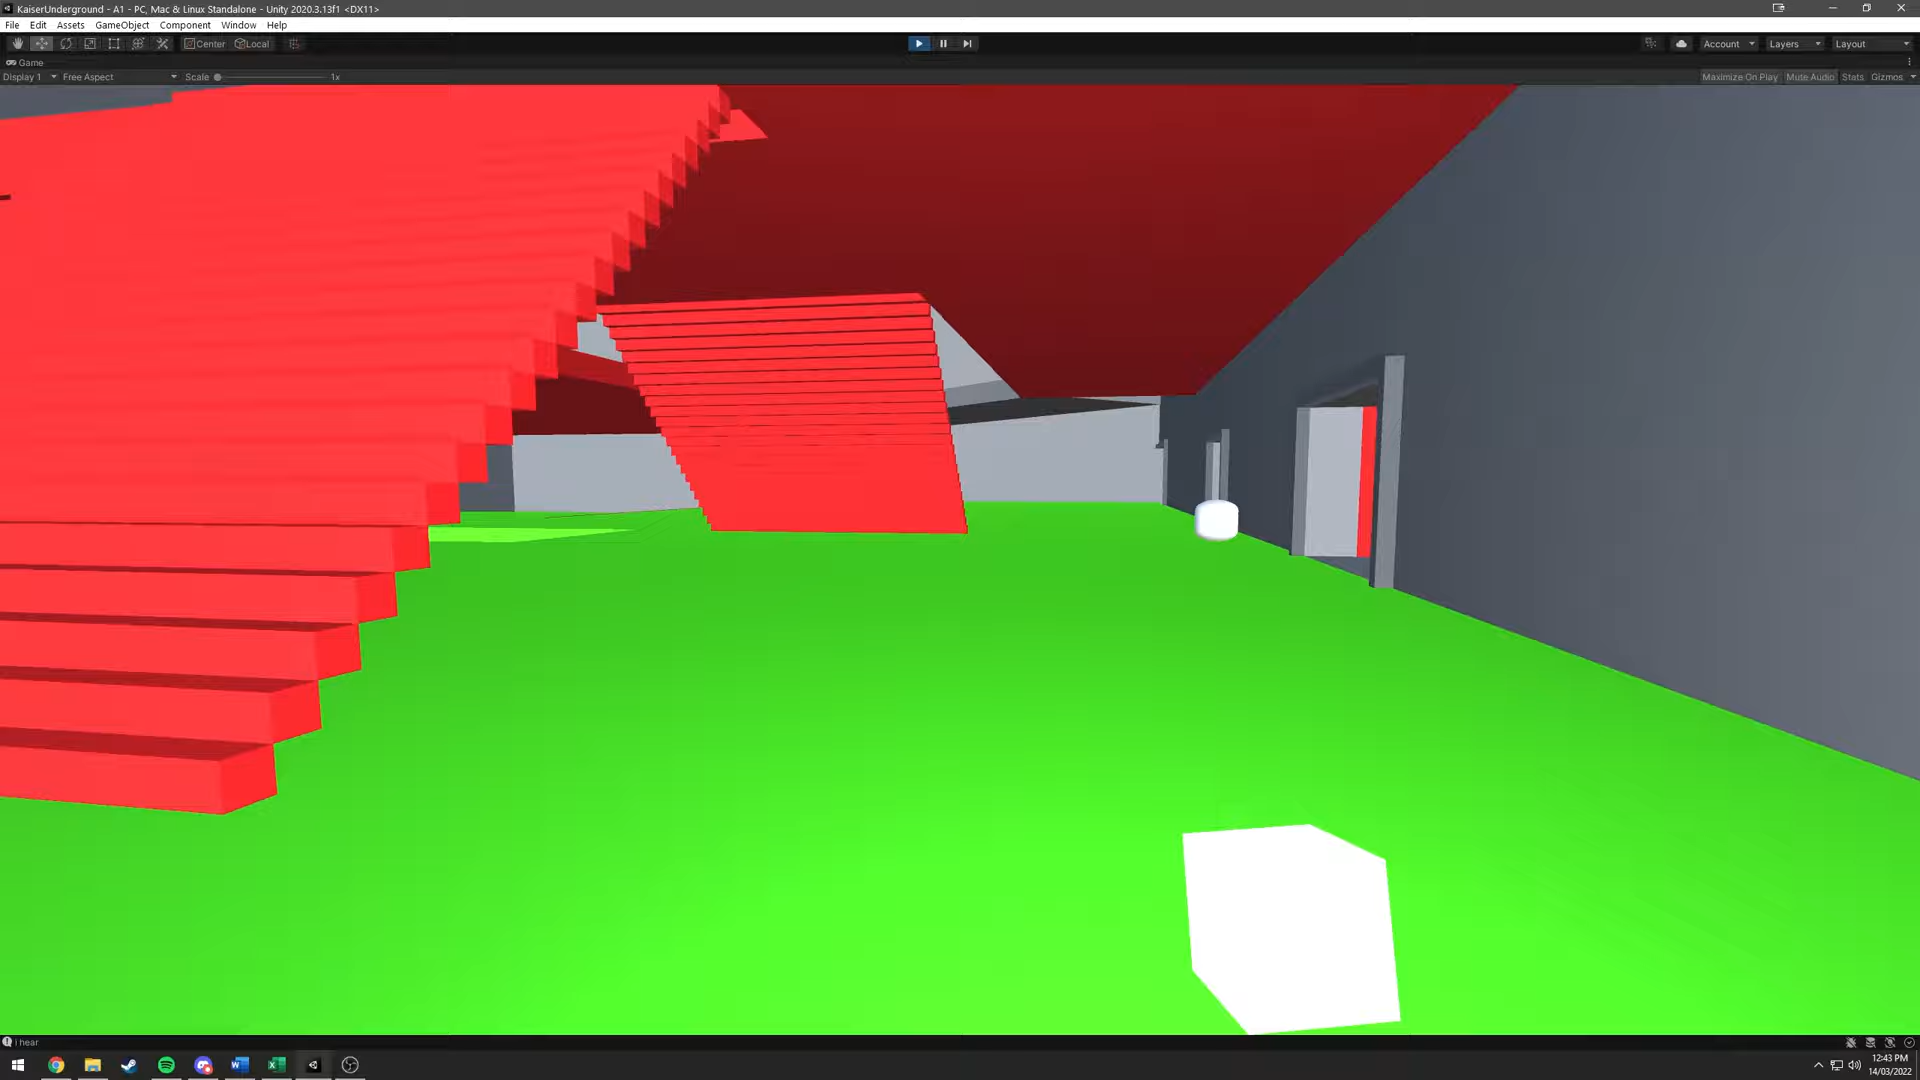 KaiserUnderground - A1 - PC, Mac & Linux Standalone - Unity 2020.3.13f1 <DX11>
File Edit Assets GameObject Component Window Help
Center Local Account Layers Layout
Game
Display 1 Free Aspect Scale 1x Maximize On Play Mute Audio Stats Gizmos
I hear
12:43 PM
14/03/2022